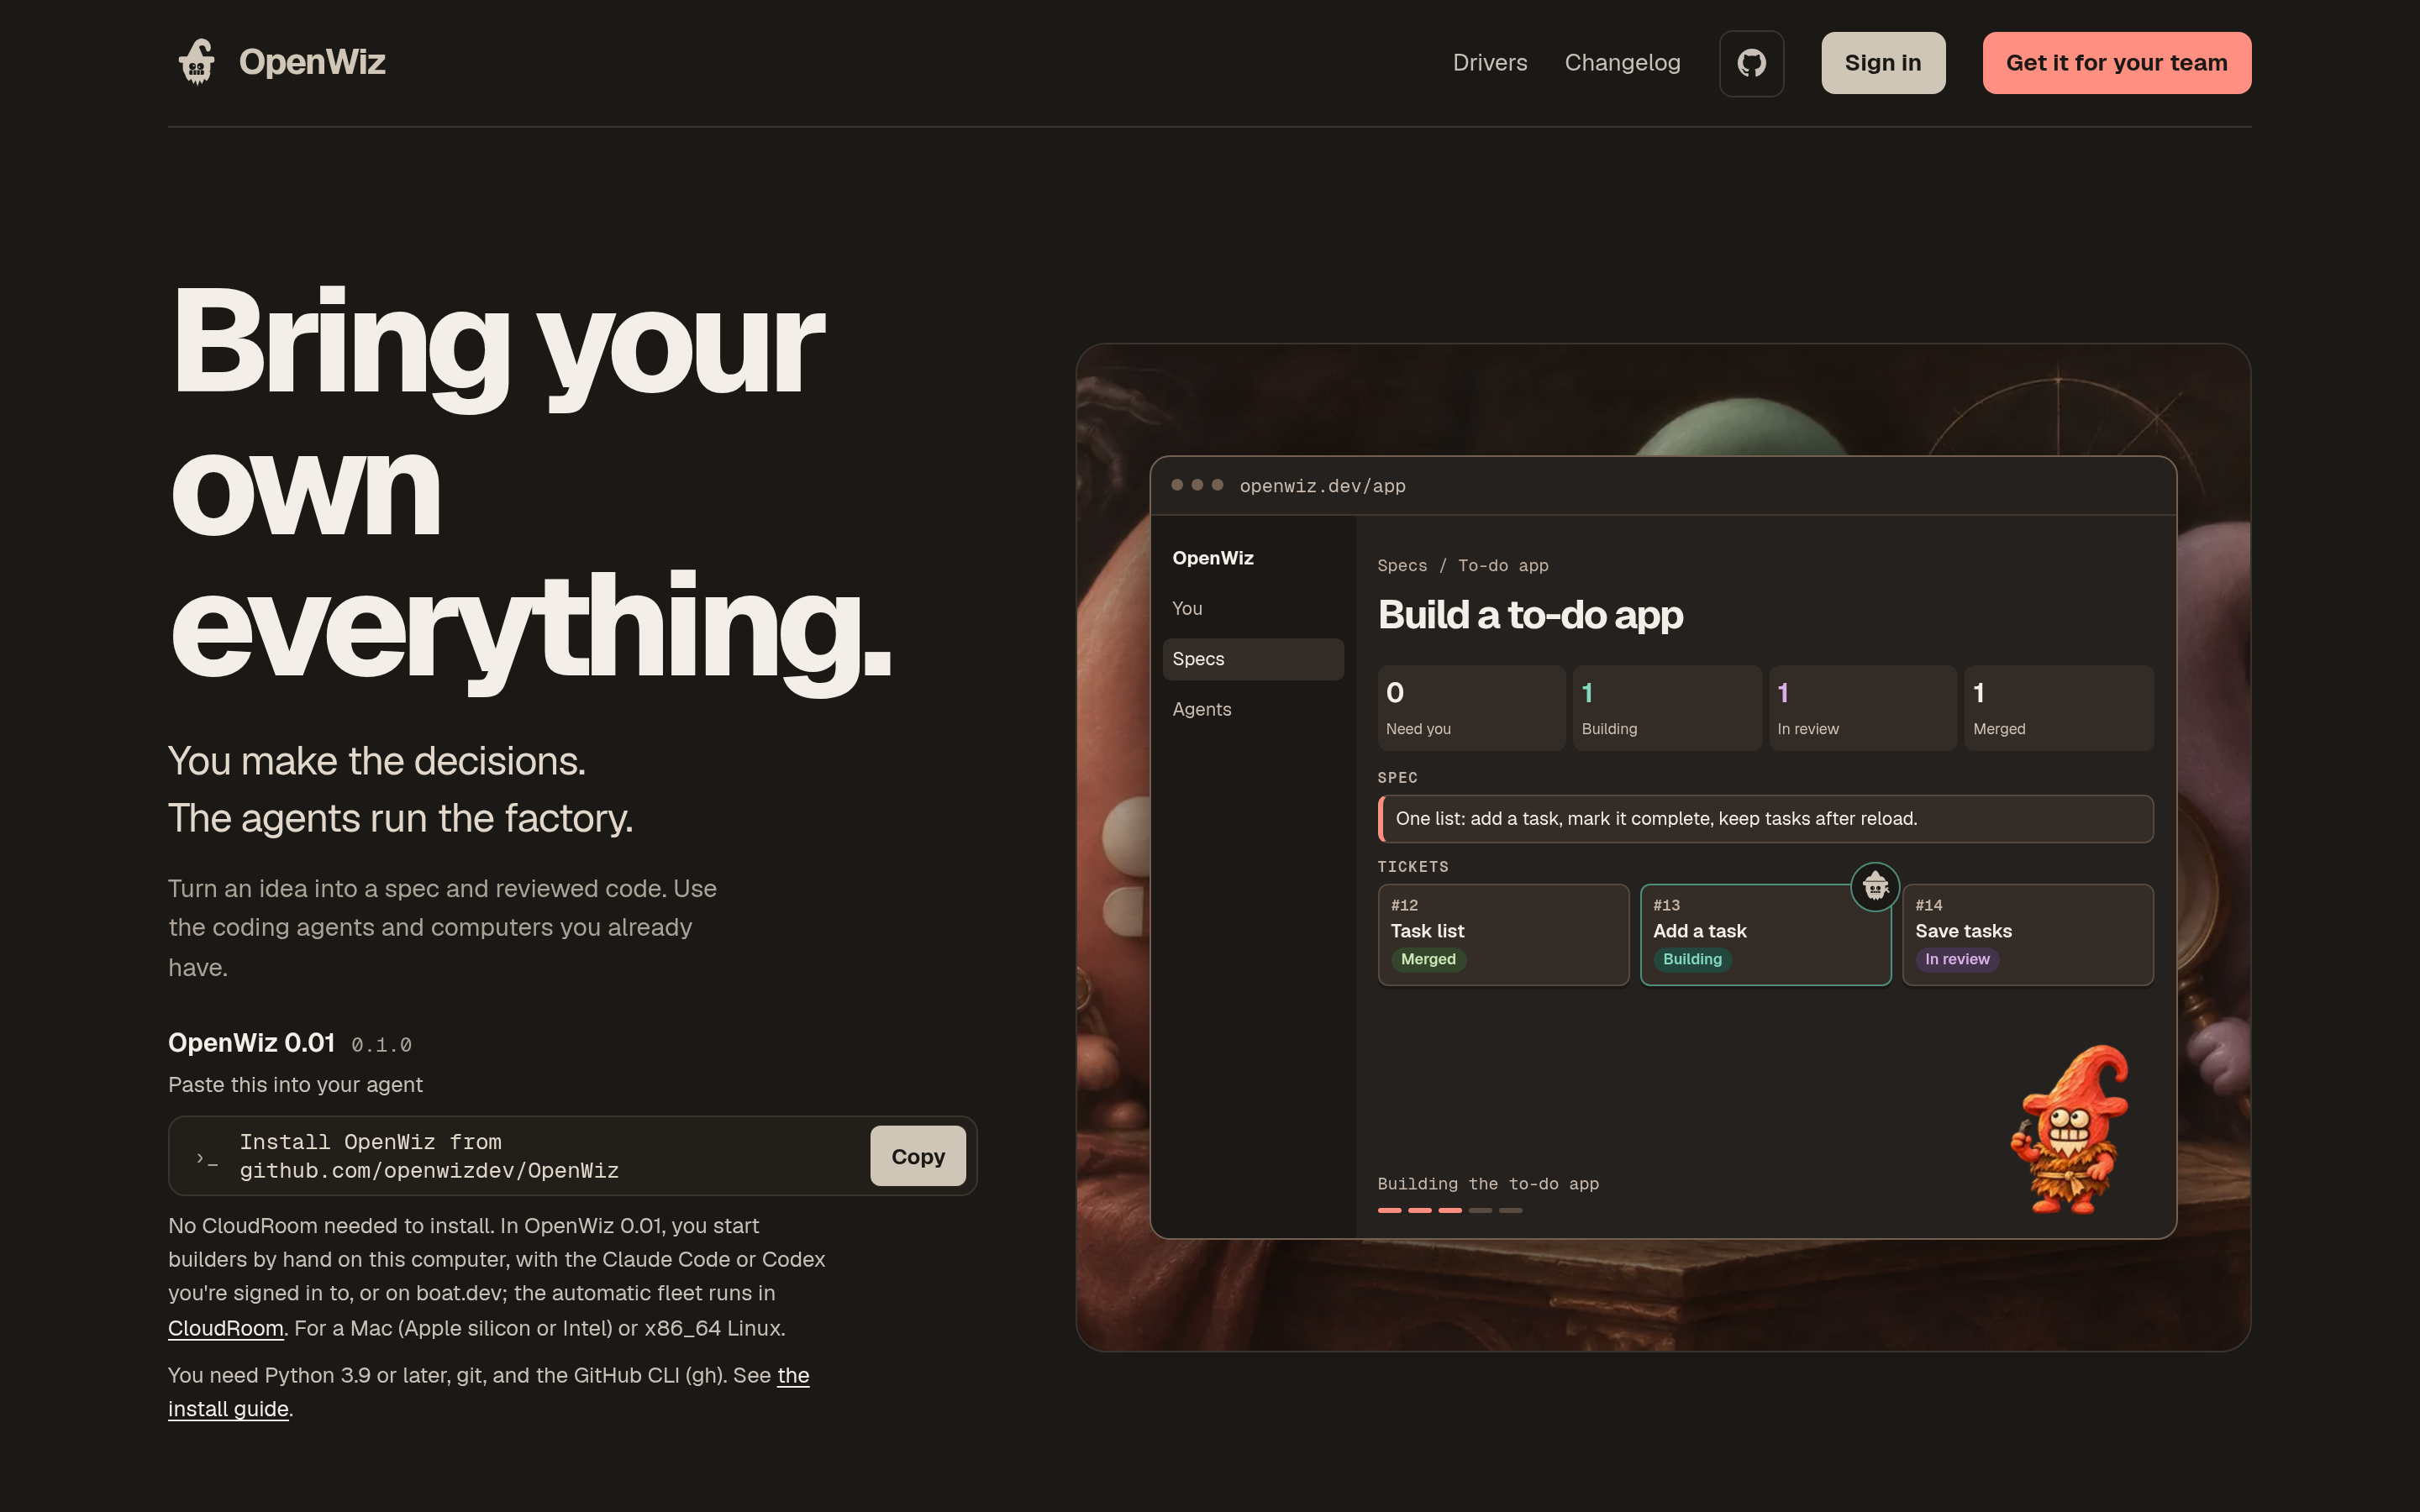 OpenWiz
Drivers
Changelog
Sign in
Get it for your team
Bring your
own
everything.
You make the decisions.
The agents run the factory.
Turn an idea into a spec and reviewed code. Use
the coding agents and computers you already
have.
OpenWiz 0.01 0.1.0
Paste this into your agent
›_
Install OpenWiz from
github.com/openwizdev/OpenWiz
Copy
No CloudRoom needed to install. In OpenWiz 0.01, you start
builders by hand on this computer, with the Claude Code or Codex
you're signed in to, or on boat.dev; the automatic fleet runs in
CloudRoom. For a Mac (Apple silicon or Intel) or x86_64 Linux.
You need Python 3.9 or later, git, and the GitHub CLI (gh). See the
install guide.
openwiz.dev/app
OpenWiz
You
Specs
Agents
Specs / To-do app
Build a to-do app
0
Need you
1
Building
1
In review
1
Merged
SPEC
One list: add a task, mark it complete, keep tasks after reload.
TICKETS
#12
Task list
Merged
#13
Add a task
Building
#14
Save tasks
In review
Building the to-do app